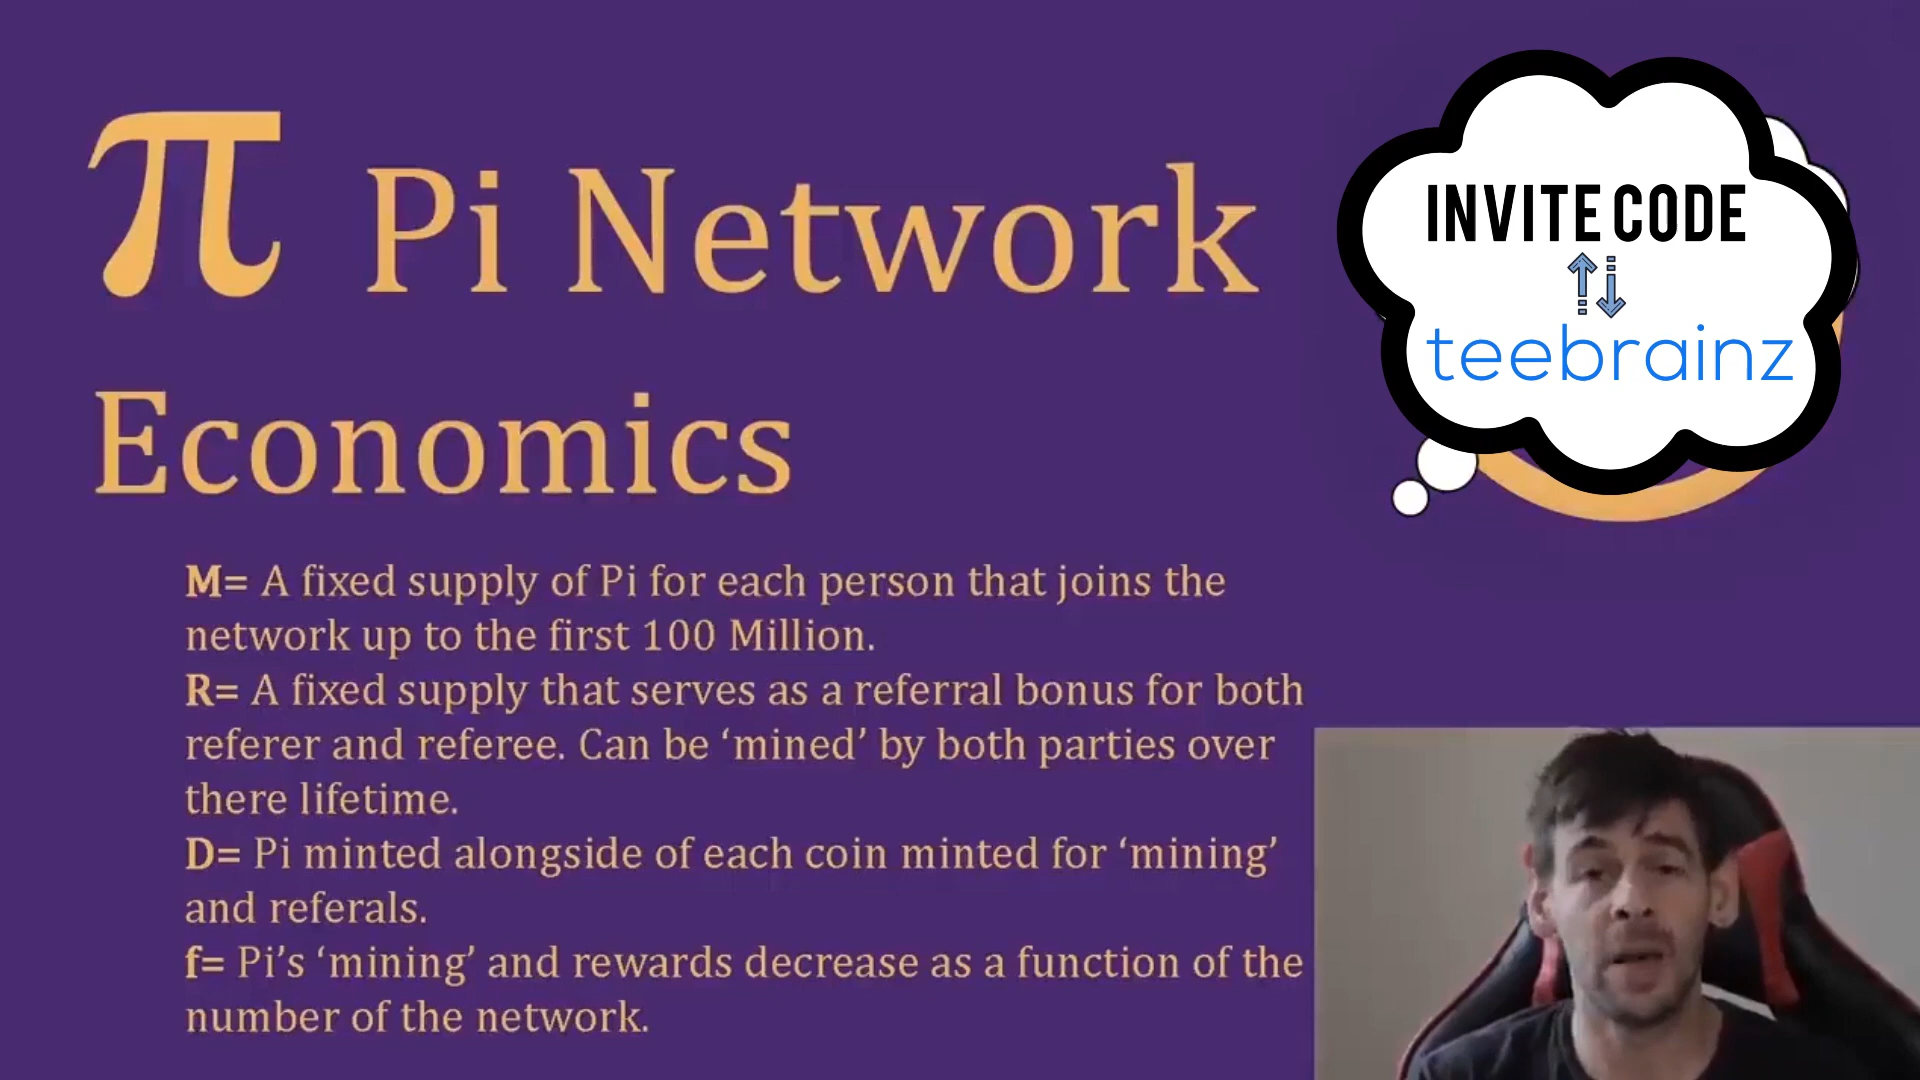 π Pi Network
Economics
M= A fixed supply of Pi for each person that joins the
network up to the first 100 Million.
R= A fixed supply that serves as a referral bonus for both
referer and referee. Can be ‘mined’ by both parties over
there lifetime.
D= Pi minted alongside of each coin minted for ‘mining’
and referals.
f= Pi’s ‘mining’ and rewards decrease as a function of the
number of the network.
INVITE CODE
teebrainz